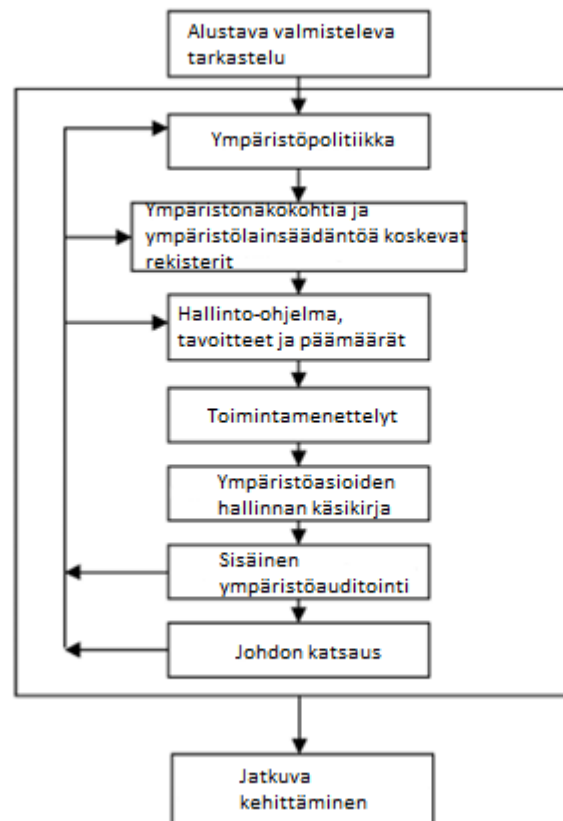 Alustava valmisteleva
tarkastelu
Ympäristöpolitiikka
Ympäristönäkökohtia ja
ympäristölainsäädäntöä koskevat
rekisterit
Hallinto-ohjelma,
tavoitteet ja päämäärät
Toimintamenettelyt
Ympäristöasioiden
hallinnan käsikirja
Sisäinen
ympäristöauditointi
Johdon katsaus
Jatkuva
kehittäminen